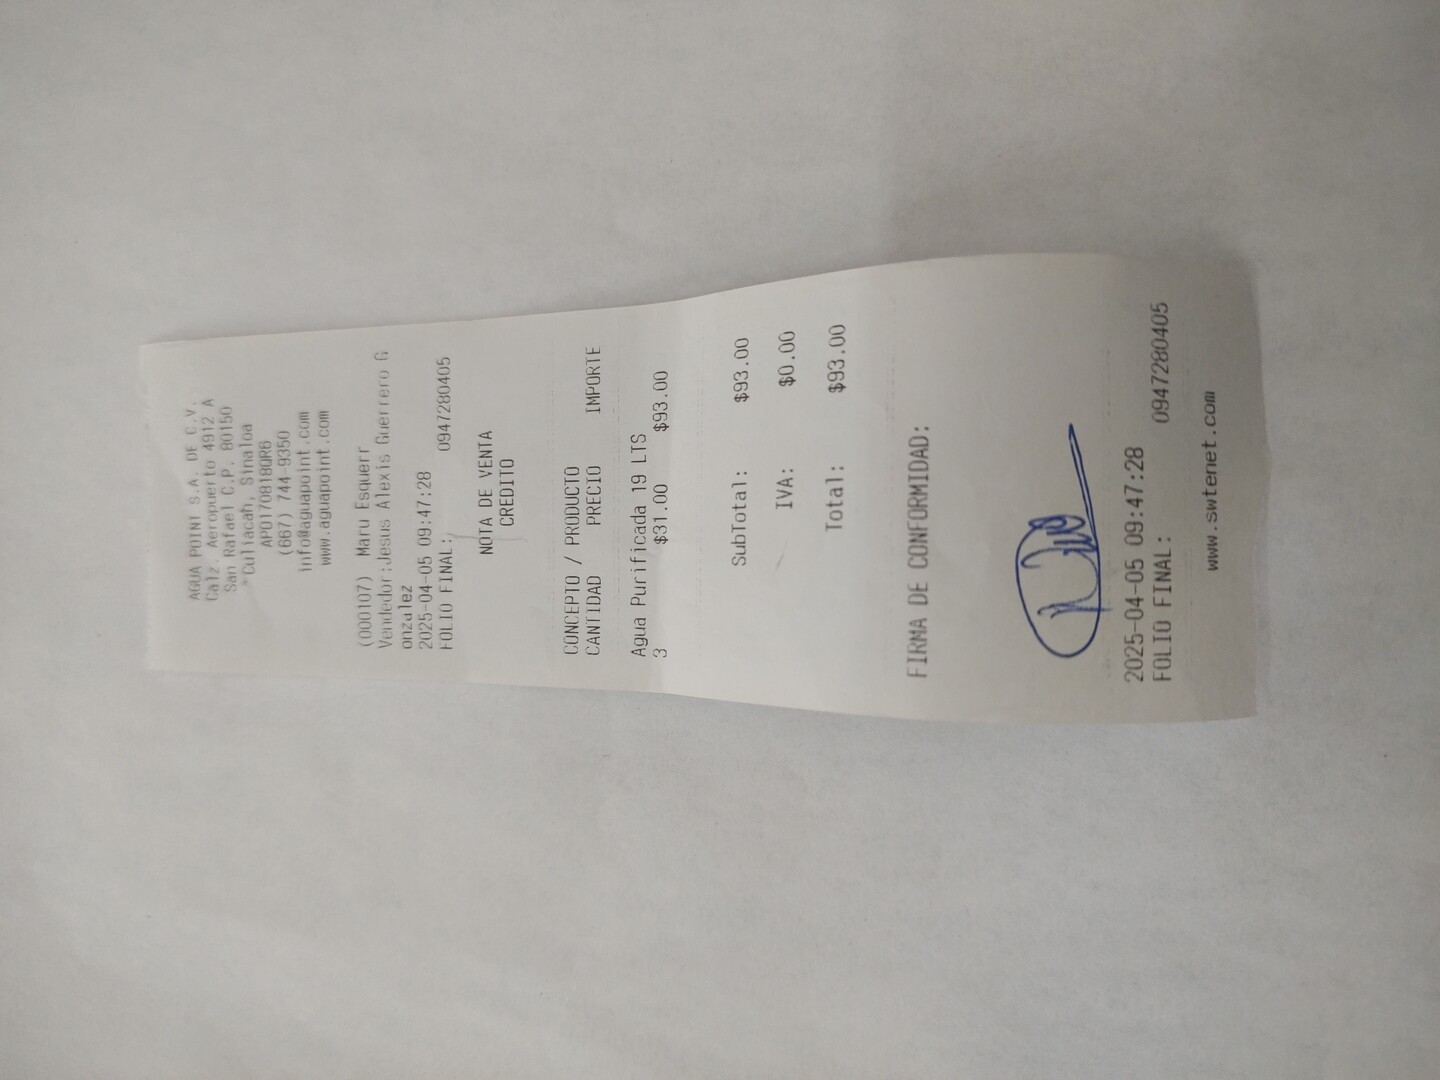 AGUA POINT S.A DE C.V.
Calz. Aeropuerto 4912 A
San Rafael C.P. 80150
Culiacan, Sinaloa
APO170818QR6
(667) 744-9350
info@aguapoint.com
www.aguapoint.com
(000107) Maru Esquerr
Vendedor:Jesus Alexis Guerrero G
onzalez
2025-04-05 09:47:28
FOLIO FINAL: 0947280405
NOTA DE VENTA
CREDITO
CONCEPTO / PRODUCTO
CANTIDAD PRECIO IMPORTE
Agua Purificada 19 LTS
3 $31.00 $93.00
SubTotal: $93.00
IVA: $0.00
Total: $93.00
FIRMA DE CONFORMIDAD:
2025-04-05 09:47:28
FOLIO FINAL: 0947280405
www.swtenet.com